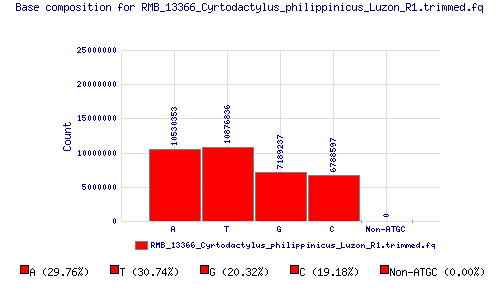 Base composition for RMB_13366_Cyrtodactylus_philippinicus_Luzon_R1.trimmed.fq
25000000
20000000
15000000
10000000
5000000
0
Count
10530353
10876836
7189237
6788597
0
A T G C Non-ATGC
RMB_13366_Cyrtodactylus_philippinicus_Luzon_R1.trimmed.fq
A (29.76%) T (30.74%) G (20.32%) C (19.18%) Non-ATGC (0.00%)